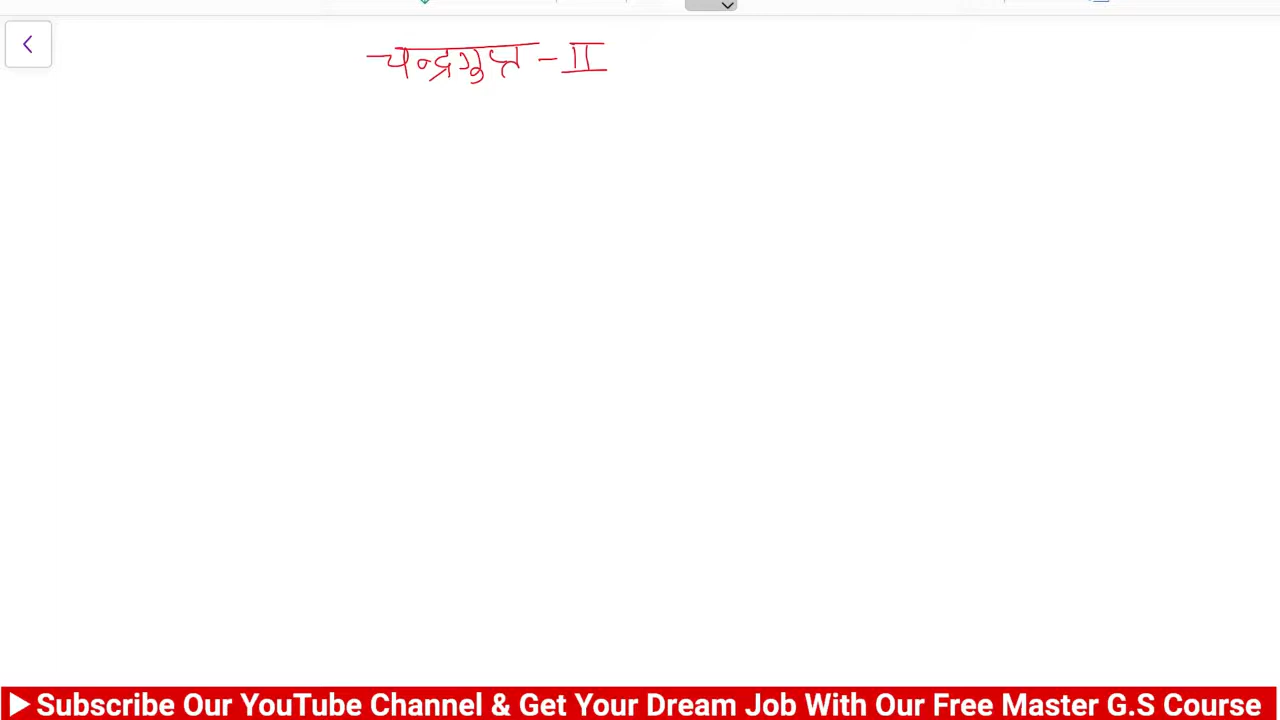 चन्द्रगुप्त - II
▶ Subscribe Our YouTube Channel & Get Your Dream Job With Our Free Master G.S Course